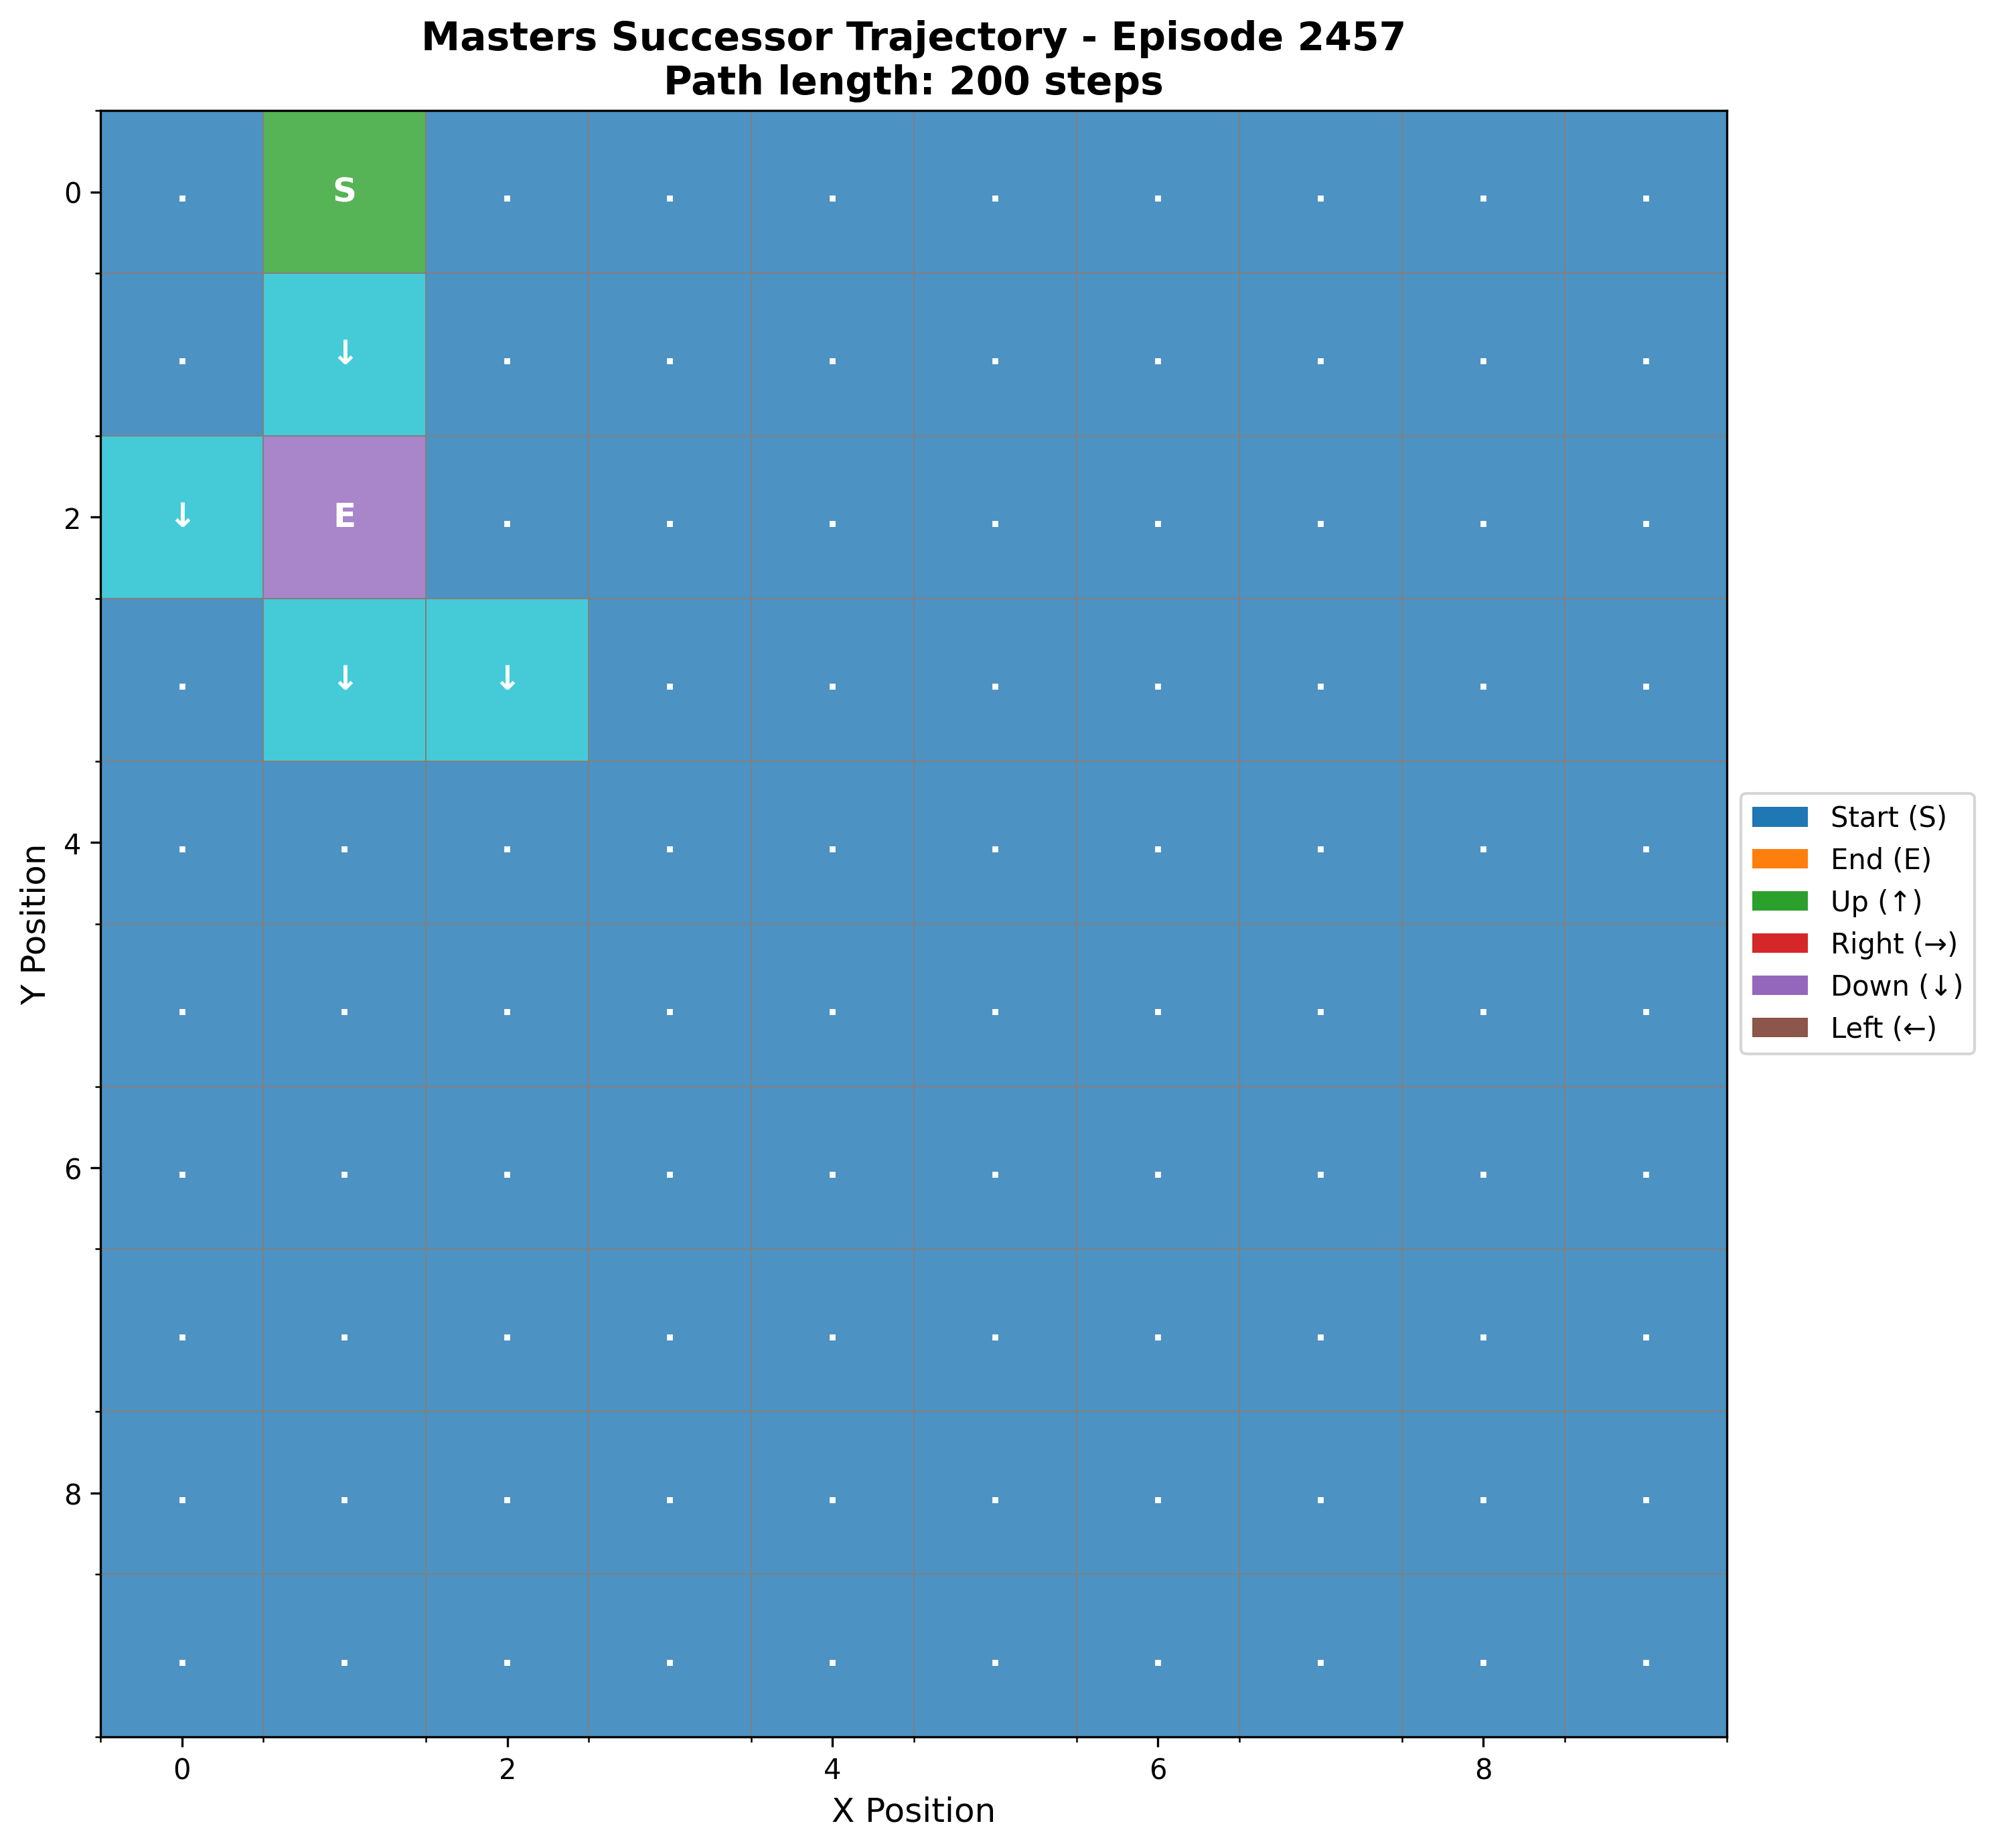 Masters Successor Trajectory - Episode 2457
Path length: 200 steps
0
· S · · · · · · · ·
· ↓ · · · · · · · ·
2
↓ E · · · · · · · ·
· ↓ ↓ · · · · · · ·
4
· · · · · · · · · ·
· · · · · · · · · ·
6
· · · · · · · · · ·
· · · · · · · · · ·
8
· · · · · · · · · ·
· · · · · · · · · ·
0 2 4 6 8
X Position
Y Position
Start (S)
End (E)
Up (↑)
Right (→)
Down (↓)
Left (←)